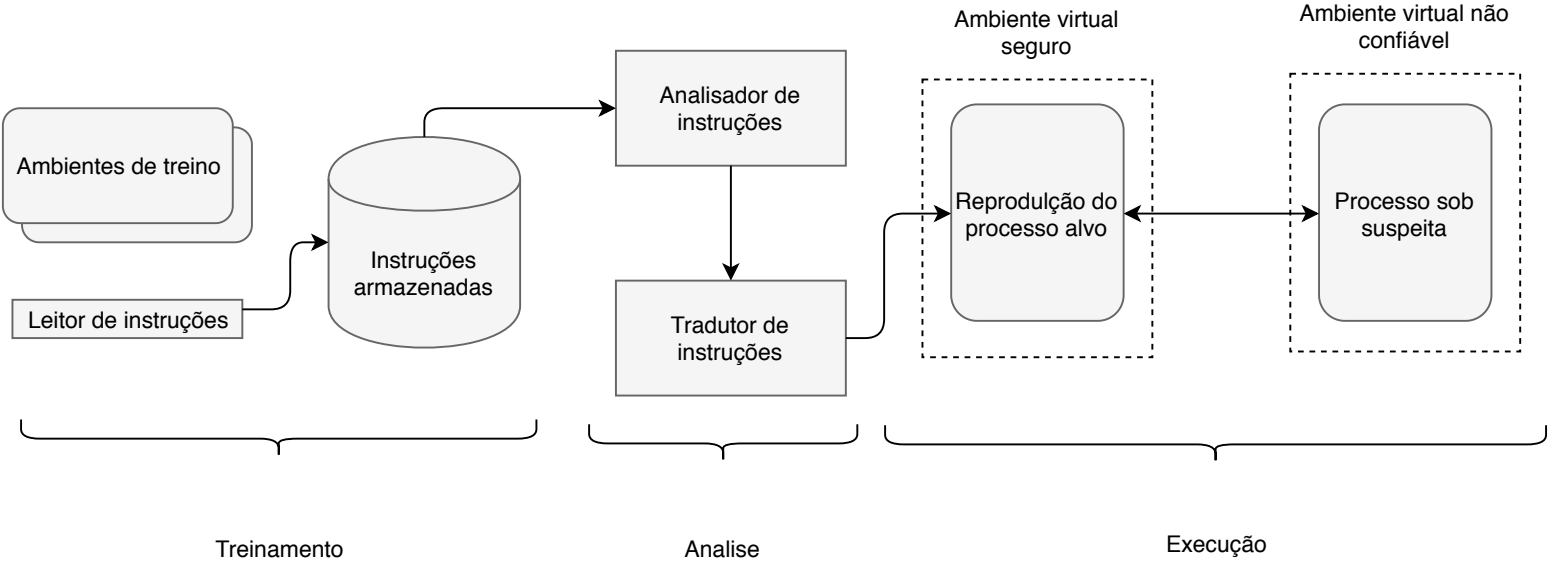 Ambiente virtual
seguro
Ambiente virtual não
confiável
Ambientes de treino
Leitor de instruções
Instruções
armazenadas
Analisador de
instruções
Tradutor de
instruções
Reprodulção do
processo alvo
Processo sob
suspeita
Treinamento
Analise
Execução